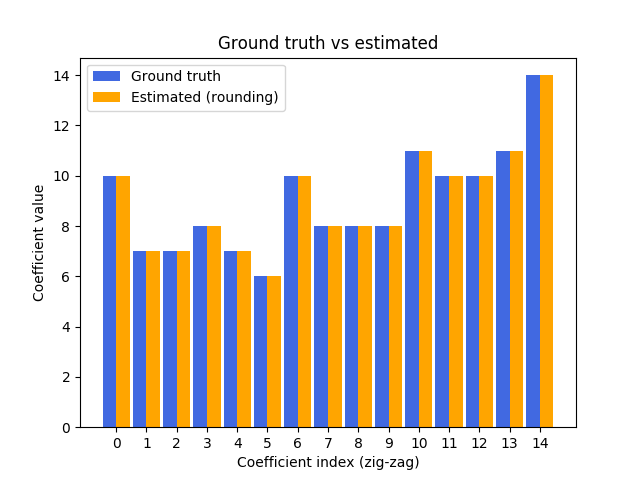 Ground truth vs estimated
Ground truth
Estimated (rounding)
14
12
10
8
6
4
2
0
Coefficient value
0 1 2 3 4 5 6 7 8 9 10 11 12 13 14
Coefficient index (zig-zag)